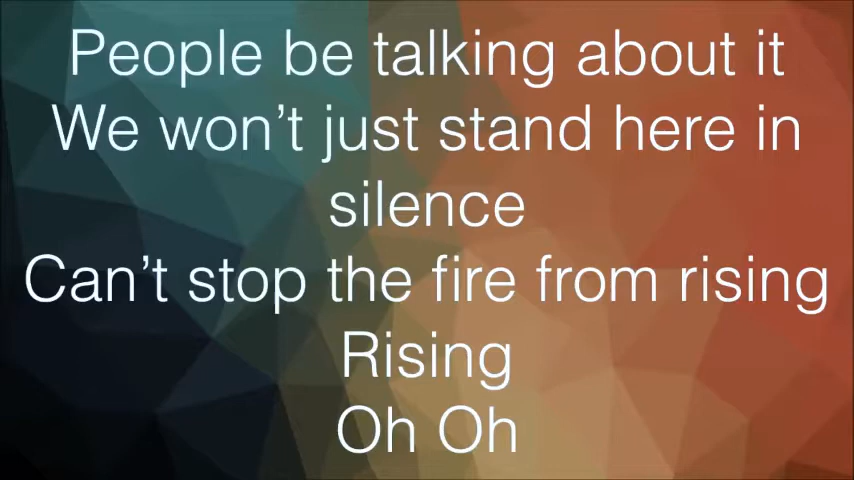 People be talking about it
We won’t just stand here in
silence
Can’t stop the fire from rising
Rising
Oh Oh